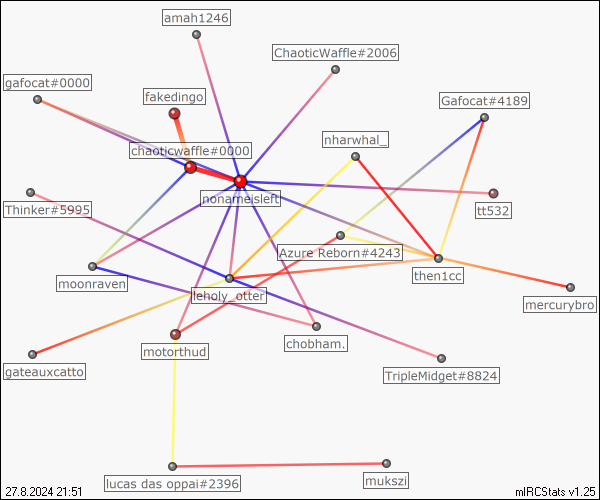 amah1246
ChaoticWaffle#2006
gafocat#0000
fakedingo
Gafocat#4189
nharwhal_
chaoticwaffle#0000
nonameisleft
Thinker#5995
tt532
Azure Reborn#4243
then1cc
moonraven
leholy_otter
mercurybro
chobham.
motorthud
gateauxcatto
TripleMidget#8824
lucas das oppai#2396
mukszi
27.8.2024 21:51
mIRCStats v1.25